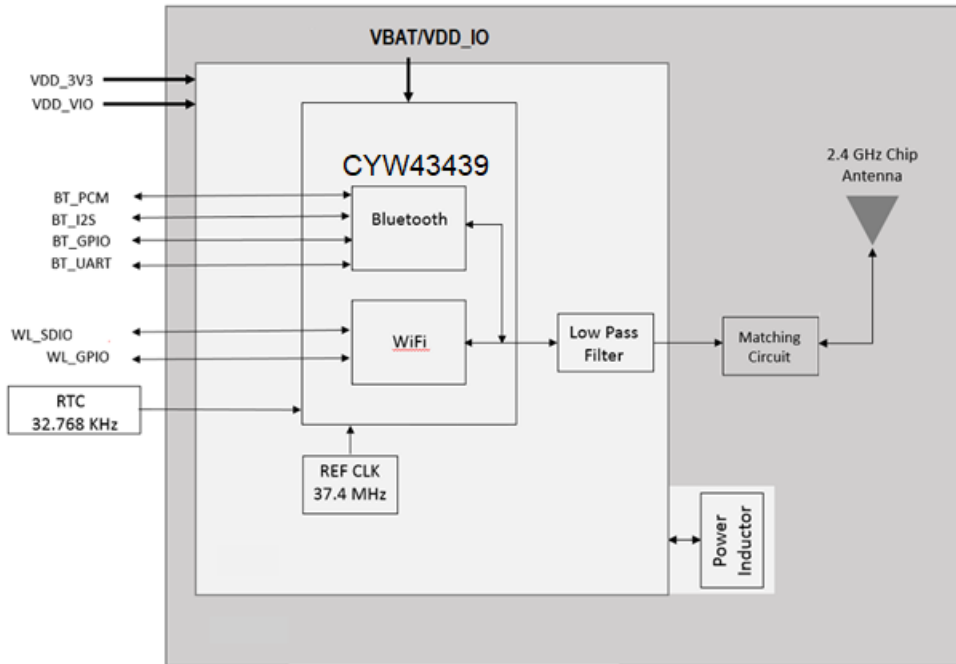 VBAT/VDD_IO
VDD_3V3
VDD_VIO
CYW43439
2.4 GHz Chip
Antenna
BT_PCM
BT_I2S
BT_GPIO
BT_UART
Bluetooth
WL_SDIO
WL_GPIO
WiFi
Low Pass
Filter
Matching
Circuit
RTC
32.768 KHz
REF CLK
37.4 MHz
Power
Inductor